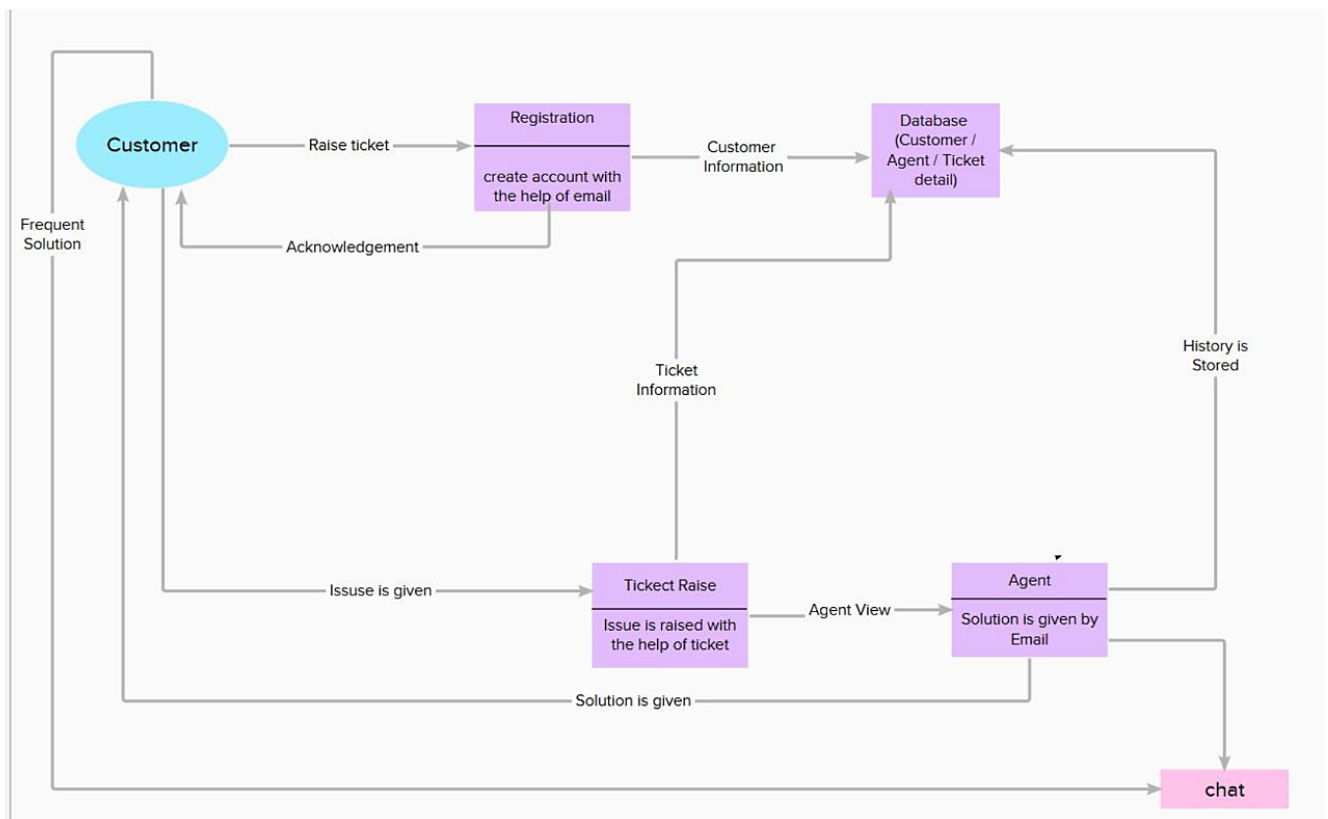 Customer
Raise ticket
Registration
create account with
the help of email
Customer
Information
Database
(Customer /
Agent / Ticket
detail)
Frequent
Solution
Acknowledgement
Ticket
Information
History is
Stored
Issuse is given
Tickect Raise
Issue is raised with
the help of ticket
Agent View
Agent
Solution is given by
Email
Solution is given
chat